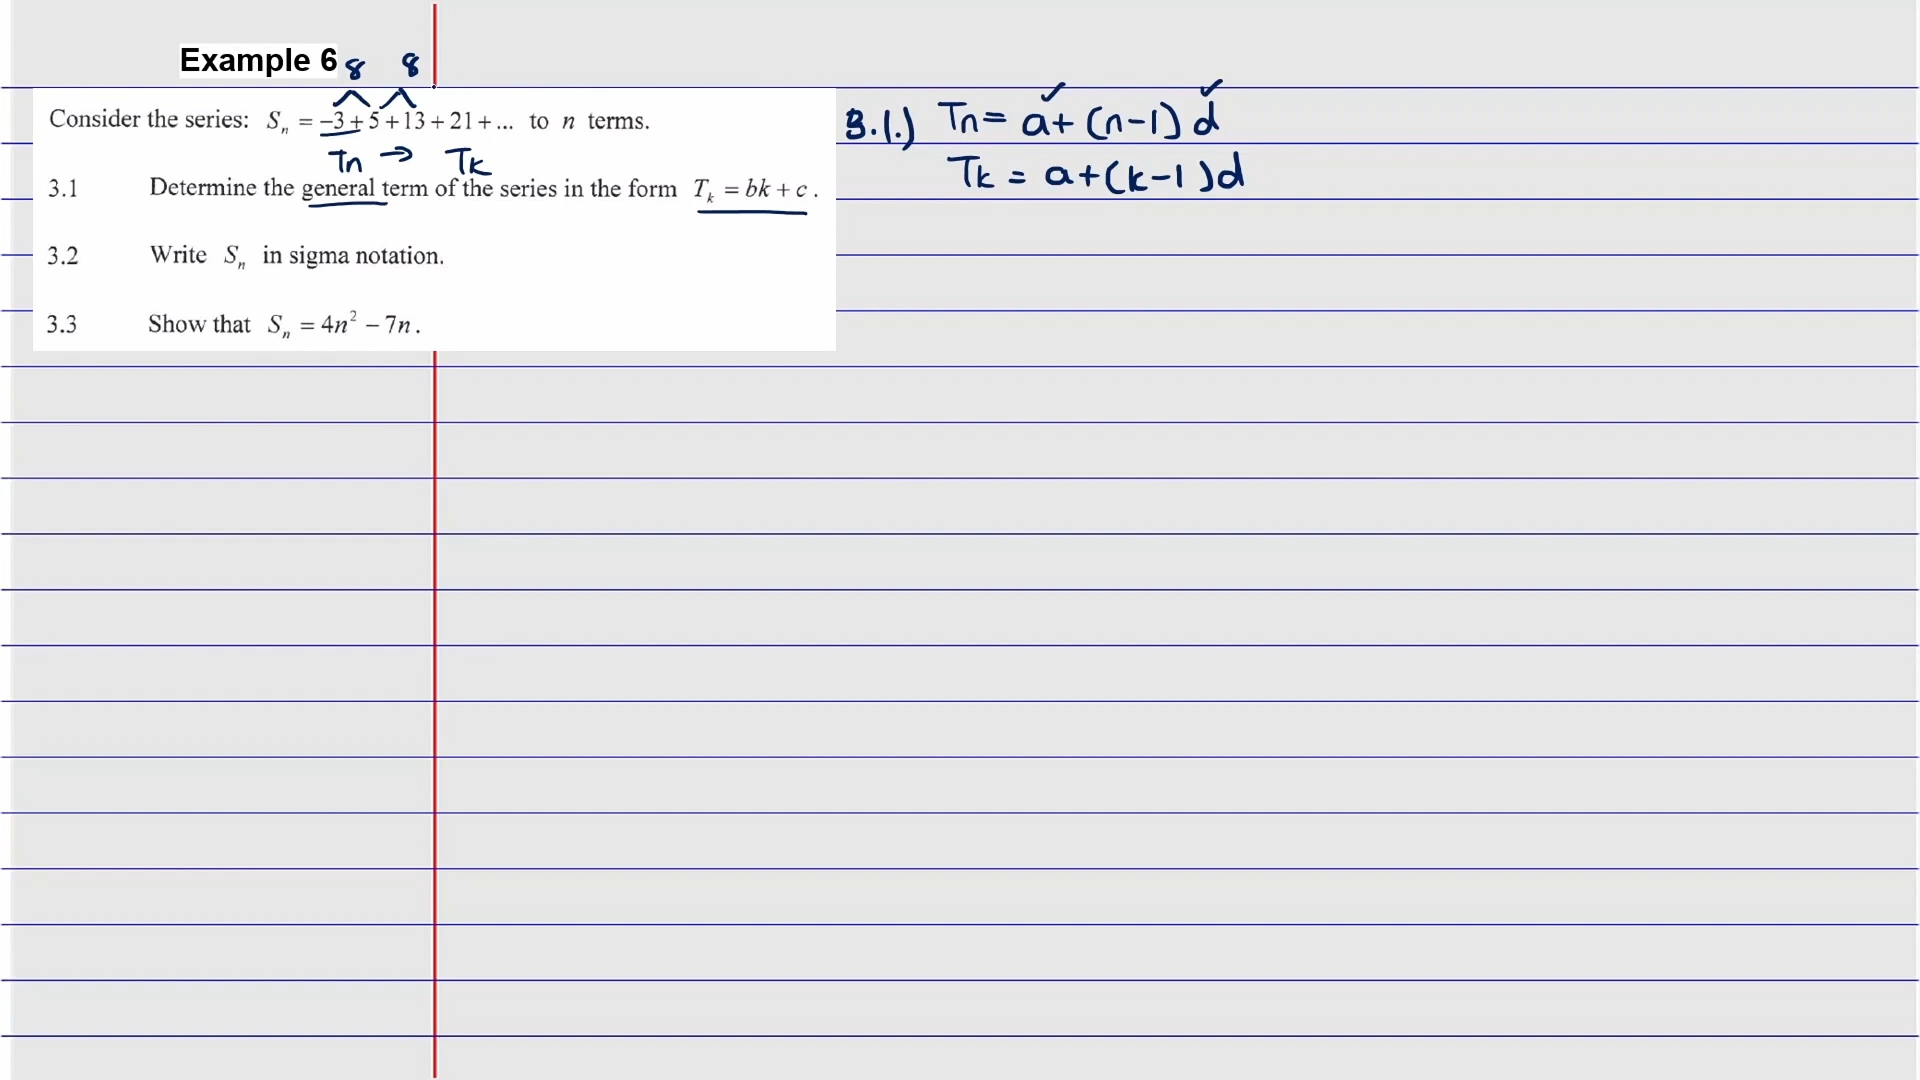 Example 6
8 8
Consider the series: Sₙ = −3 + 5 + 13 + 21 + ... to n terms.
Tn → Tk
3.1 Determine the general term of the series in the form Tₖ = bk + c .
3.2 Write Sₙ in sigma notation.
3.3 Show that Sₙ = 4n² − 7n .
3.1.) Tn = a + (n−1) d
Tk = a + (k−1) d